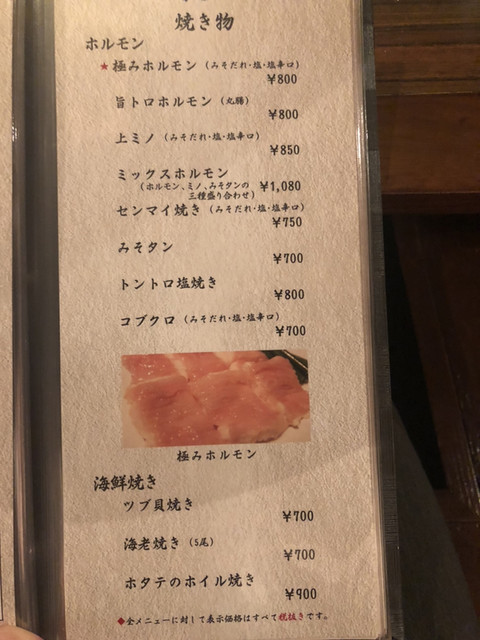 焼き物
ホルモン
★極みホルモン（みそだれ・塩・塩辛口）
¥800
旨トロホルモン（丸腸）
¥800
上ミノ（みそだれ・塩・塩辛口）
¥850
ミックスホルモン
（ホルモン、ミノ、みそタンの ¥1,080
三種盛り合わせ）
センマイ焼き（みそだれ・塩・塩辛口）
¥750
みそタン
¥700
トントロ塩焼き
¥800
コブクロ（みそだれ・塩・塩辛口）
¥700
極みホルモン
海鮮焼き
ツブ貝焼き
¥700
海老焼き（5尾）
¥700
ホタテのホイル焼き
¥900
◆全メニューに対して表示価格はすべて税抜きです。